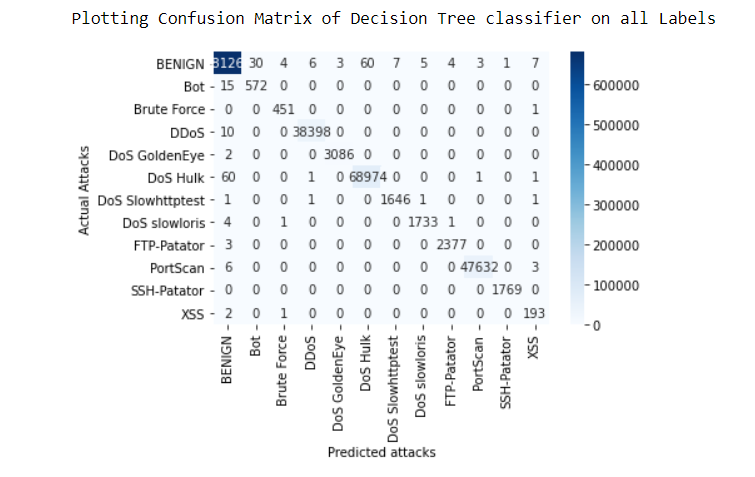 Plotting Confusion Matrix of Decision Tree classifier on all Labels
BENIGN 30 4 6 3 60 7 5 4 3 1 7
Bot 15 572 0 0 0 0 0 0 0 0 0 0
Brute Force 0 0 451 0 0 0 0 0 0 0 0 1
DDoS 10 0 0 38398 0 0 0 0 0 0 0 0
DoS GoldenEye 2 0 0 0 3086 0 0 0 0 0 0 0
DoS Hulk 60 0 0 1 0 68974 0 0 0 1 0 1
DoS Slowhttptest 1 0 0 1 0 0 1646 1 0 0 0 1
DoS slowloris 4 0 1 0 0 0 0 1733 1 0 0 0
FTP-Patator 3 0 0 0 0 0 0 0 2377 0 0 0
PortScan 6 0 0 0 0 0 0 0 0 47632 0 3
SSH-Patator 0 0 0 0 0 0 0 0 0 0 1769 0
XSS 2 0 1 0 0 0 0 0 0 0 0 193
BENIGN Bot Brute Force DDoS DoS GoldenEye DoS Hulk DoS Slowhttptest DoS slowloris FTP-Patator PortScan SSH-Patator XSS
Predicted attacks
Actual Attacks
600000
500000
400000
300000
200000
100000
0